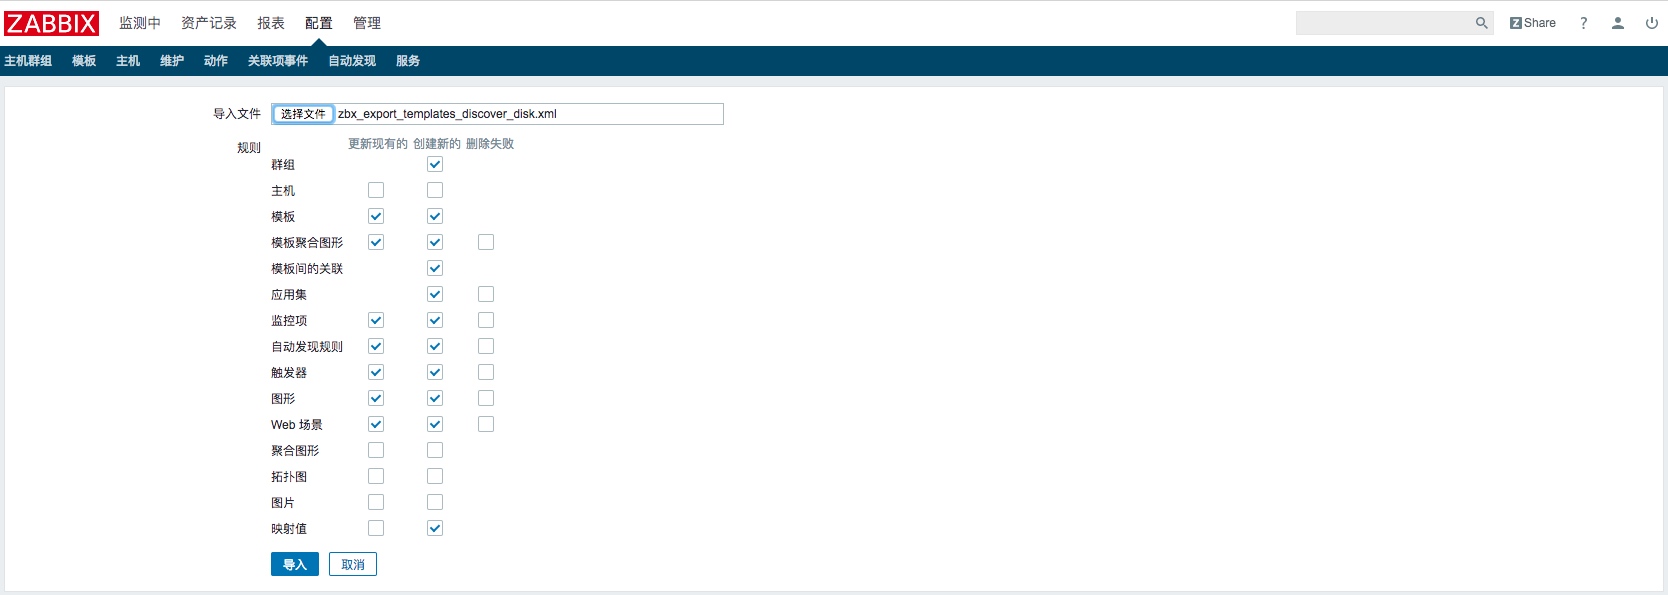 ZABBIX 监测中 资产记录 报表 配置 管理 Z Share ?
主机群组 模板 主机 维护 动作 关联项事件 自动发现 服务
导入文件 选择文件 zbx_export_templates_discover_disk.xml
规则 更新现有的 创建新的 删除失败
群组
主机
模板
模板聚合图形
模板间的关联
应用集
监控项
自动发现规则
触发器
图形
Web 场景
聚合图形
拓扑图
图片
映射值
导入 取消